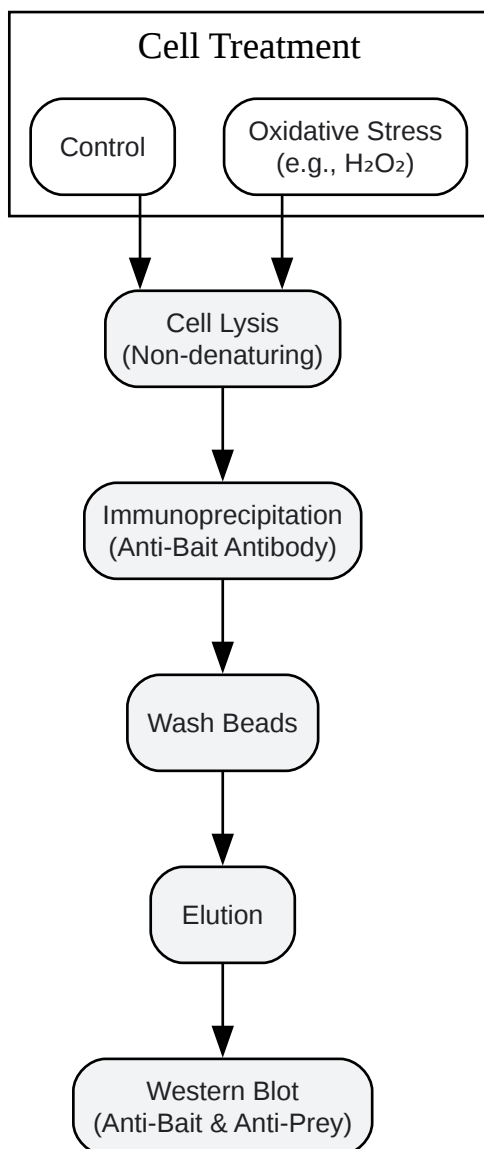 Cell Treatment
Control
Oxidative Stress
(e.g., H₂O₂)
Cell Lysis
(Non-denaturing)
Immunoprecipitation
(Anti-Bait Antibody)
Wash Beads
Elution
Western Blot
(Anti-Bait & Anti-Prey)